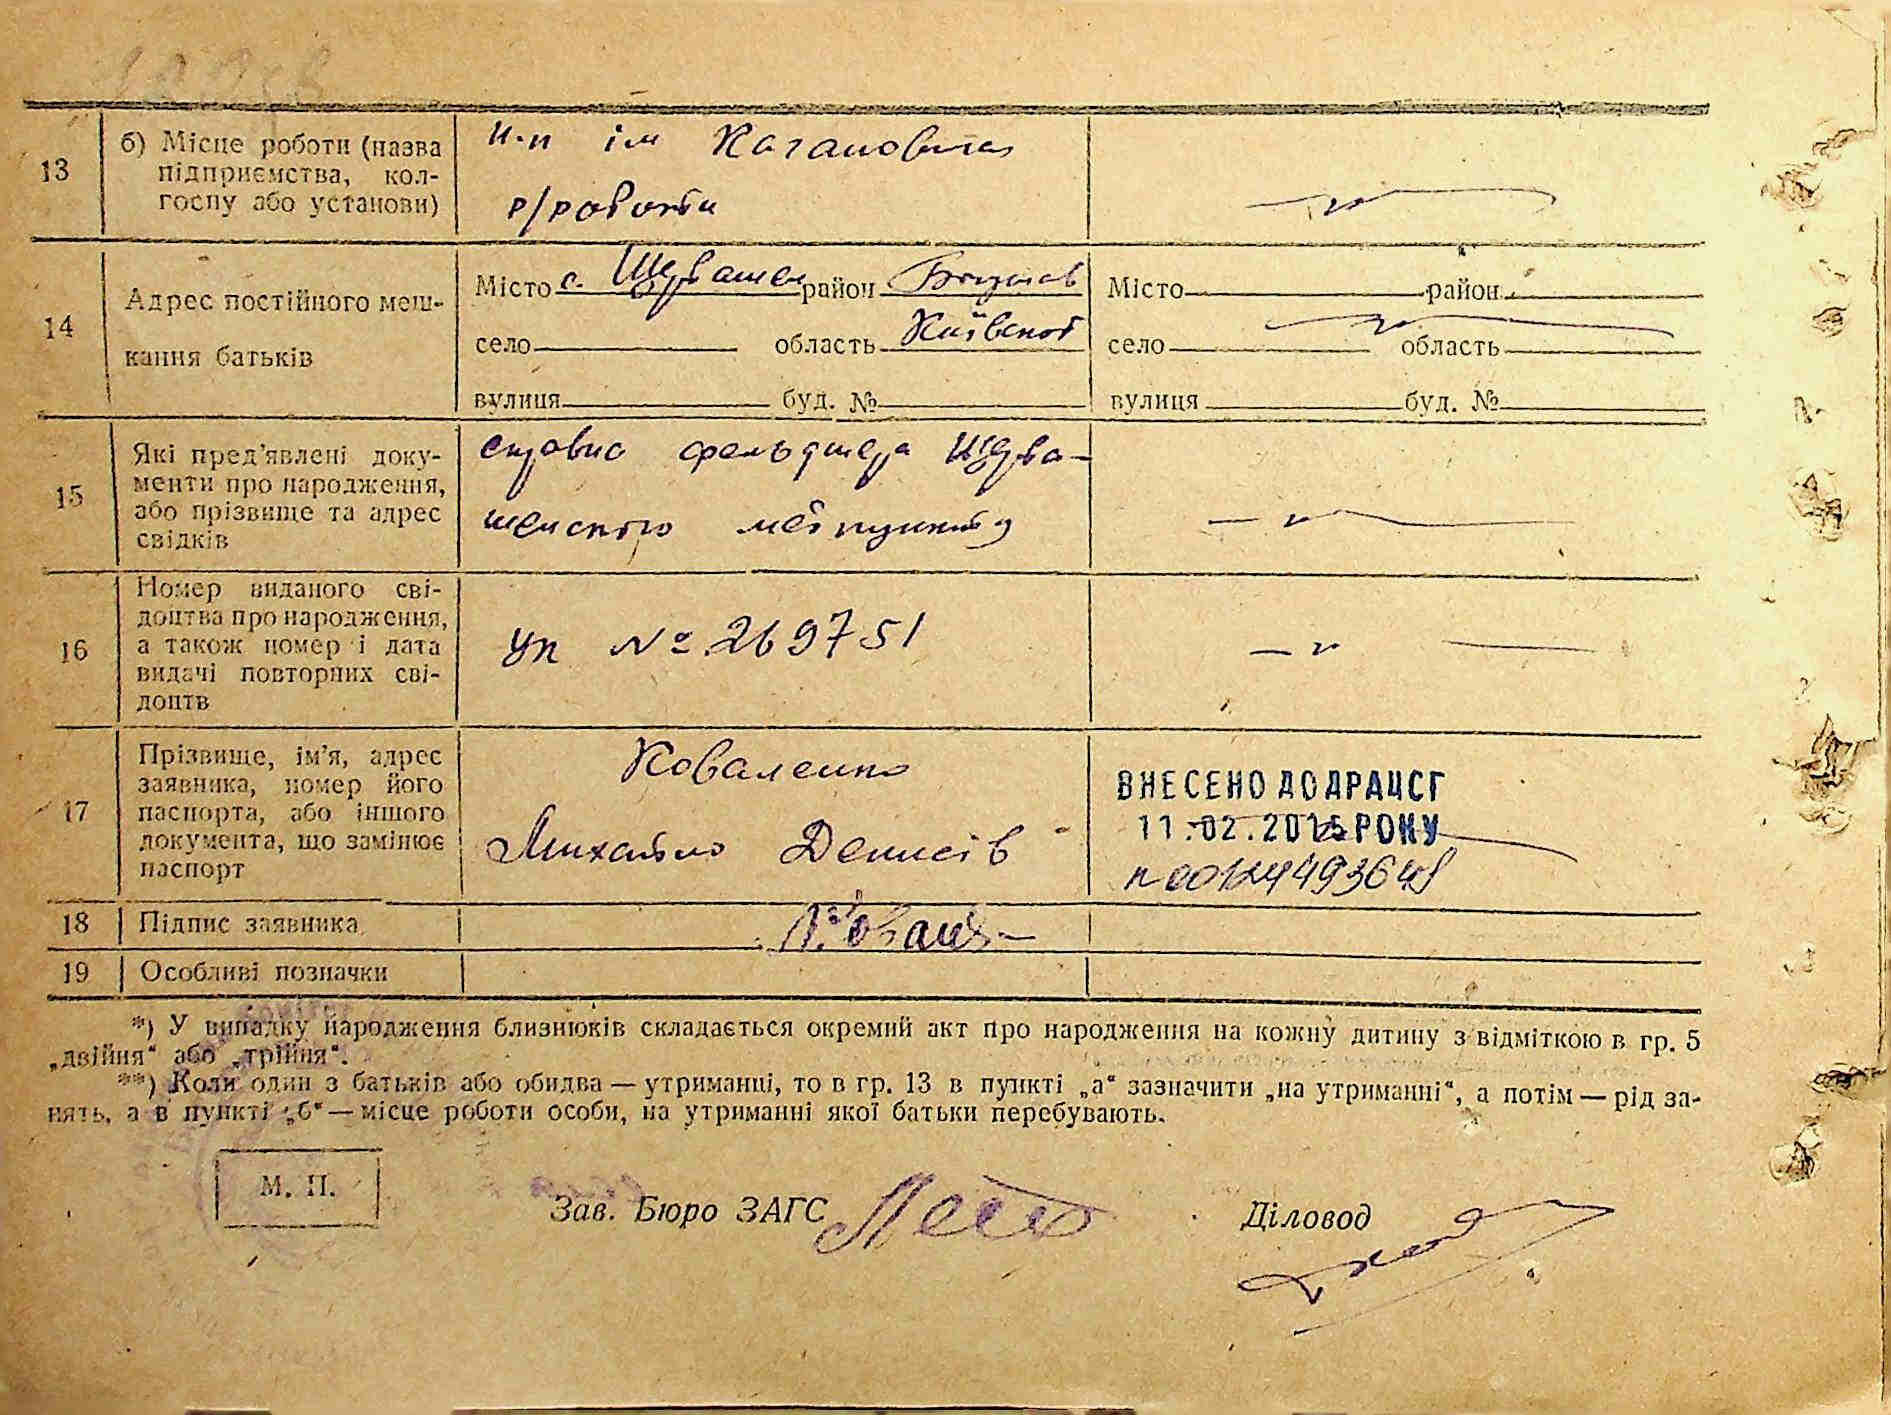 13
б) Місце роботи (назва
підприємства, кол-
госпу або установи)
ім Кагановича
р/роботи
14
Адрес постійного меш-
кання батьків
Місто с. район
село область Київської
вулиця буд. №
Місто район
село область
вулиця буд. №
15
Які пред'явлені доку-
менти про народження,
або прізвище та адрес
свідків
фельдшера
медпункту
16
Номер виданого сві-
доцтва про народження,
а також номер і дата
видачі повторних сві-
доцтв
№ 269751
17
Прізвище, ім'я, адрес
заявника, номер його
паспорта, або іншого
документа, що замінює
паспорт
Коваленко
Михайло Денисів
ВНЕСЕНО ДО ДРАЦСГ
11.02.2015 РОКУ
18
Підпис заявника
19
Особливі позначки
*) У випадку народження близнюків складається окремий акт про народження на кожну дитину з відміткою в гр. 5
„двійня“ або „трійня“.
**) Коли один з батьків або обидва — утриманці, то в гр. 13 в пункті „а“ зазначити „на утриманні“, а потім — рід за-
нять, а в пункті „б“ — місце роботи особи, на утриманні якої батьки перебувають.
М. П.
Зав. Бюро ЗАГС
Діловод